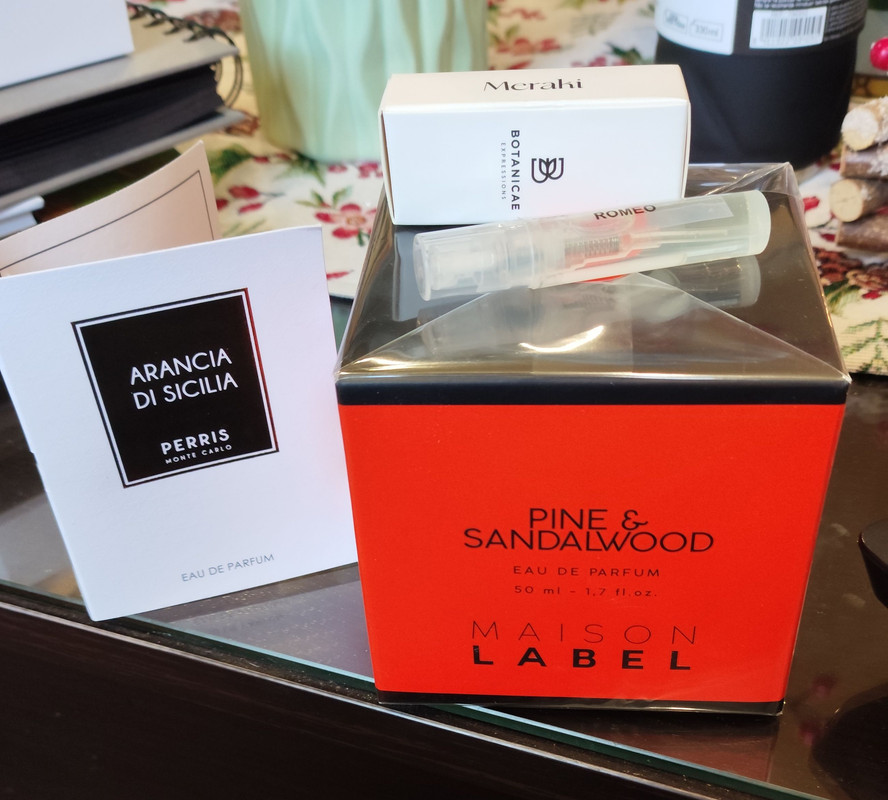 Meraki
BOTANICAE
EXPRESSIONS
ROMEO
ARANCIA
DI SICILIA
PERRIS
MONTE CARLO
EAU DE PARFUM
PINE &
SANDALWOOD
EAU DE PARFUM
50 ml - 1,7 fl.oz.
MAISON
LABEL